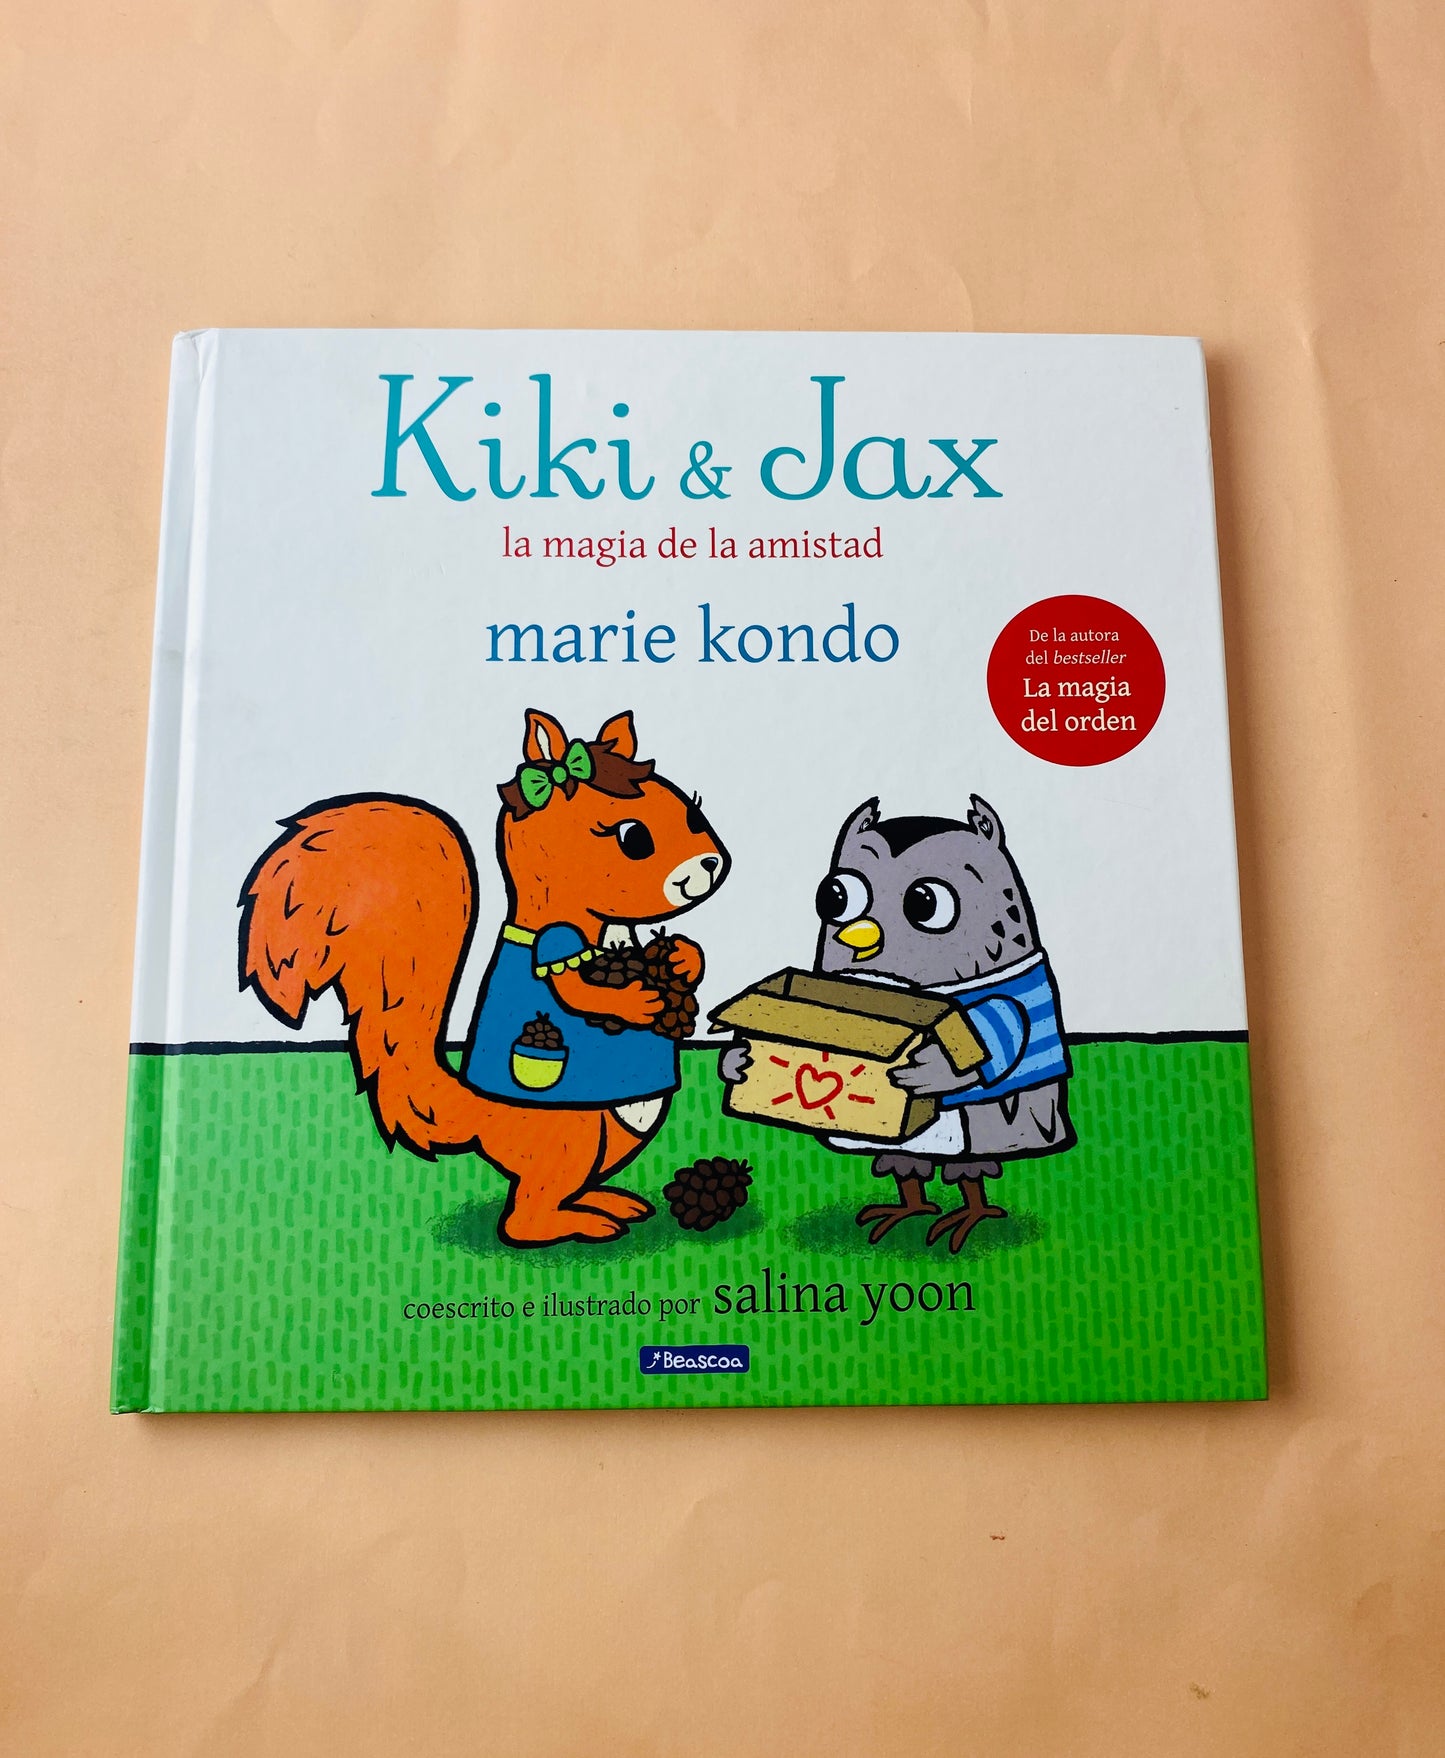 Kiki & Jax
la magia de la amistad
marie kondo
De la autora
del bestseller
La magia
del orden
coescrito e ilustrado por salina yoon
Beascoa